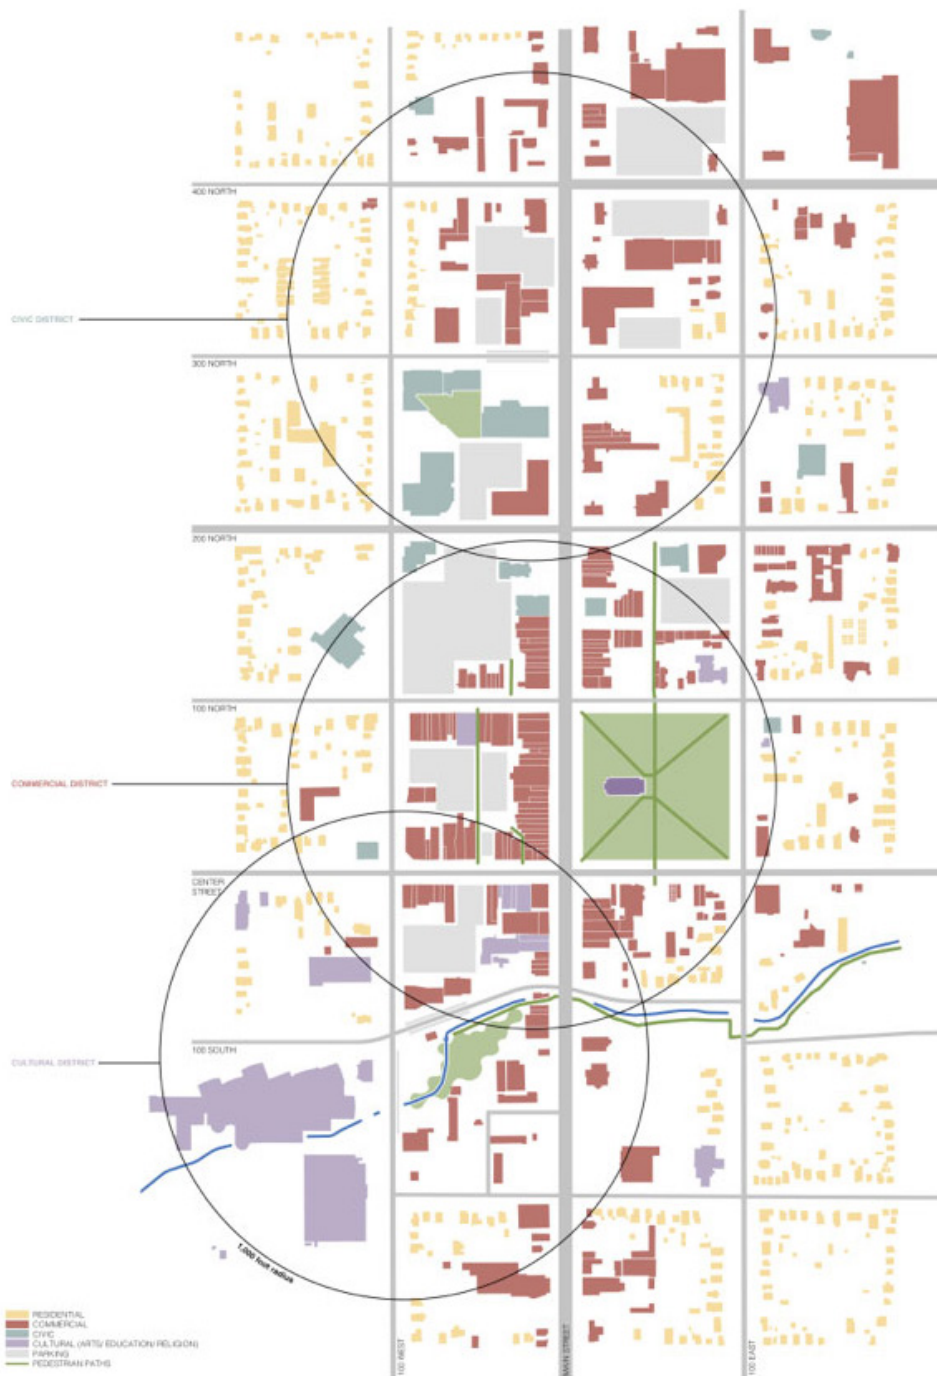 400 NORTH
CIVIC DISTRICT
300 NORTH
200 NORTH
100 NORTH
COMMERCIAL DISTRICT
CENTER
STREET
100 SOUTH
CULTURAL DISTRICT
1,000 foot radius
RESIDENTIAL
COMMERCIAL
CIVIC
CULTURAL (ARTS/ EDUCATION/ RELIGION)
PARKING
PEDESTRIAN PATHS
100 WEST
MAIN STREET
100 EAST